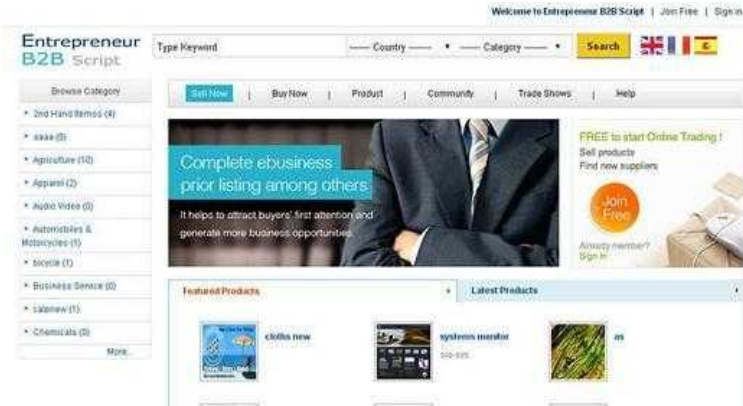 Welcome to Entrepreneur B2B Script | Join Free | Sign in
Entrepreneur
B2B Script
Type Keyword
------ Country ------
------ Category ------
Search
Browse Category
Sell Now | Buy Now | Product | Community | Trade Shows | Help
2nd Hand Itemss (4)
aaaa (0)
Agriculture (10)
Apparel (2)
Audio Video (0)
Automobiles &
Motorcycles (1)
bicycle (1)
Business Service (0)
Chemicals (0)
More...
Complete ebusiness
prior listing among others
It helps to attract buyers' first attention and
generate more business opportunities.
FREE to start Online Trading !
Sell products
Find new suppliers
Join
Free
Already member?
Sign in
Featured Products
Latest Products
cloths new
systems monitor
as